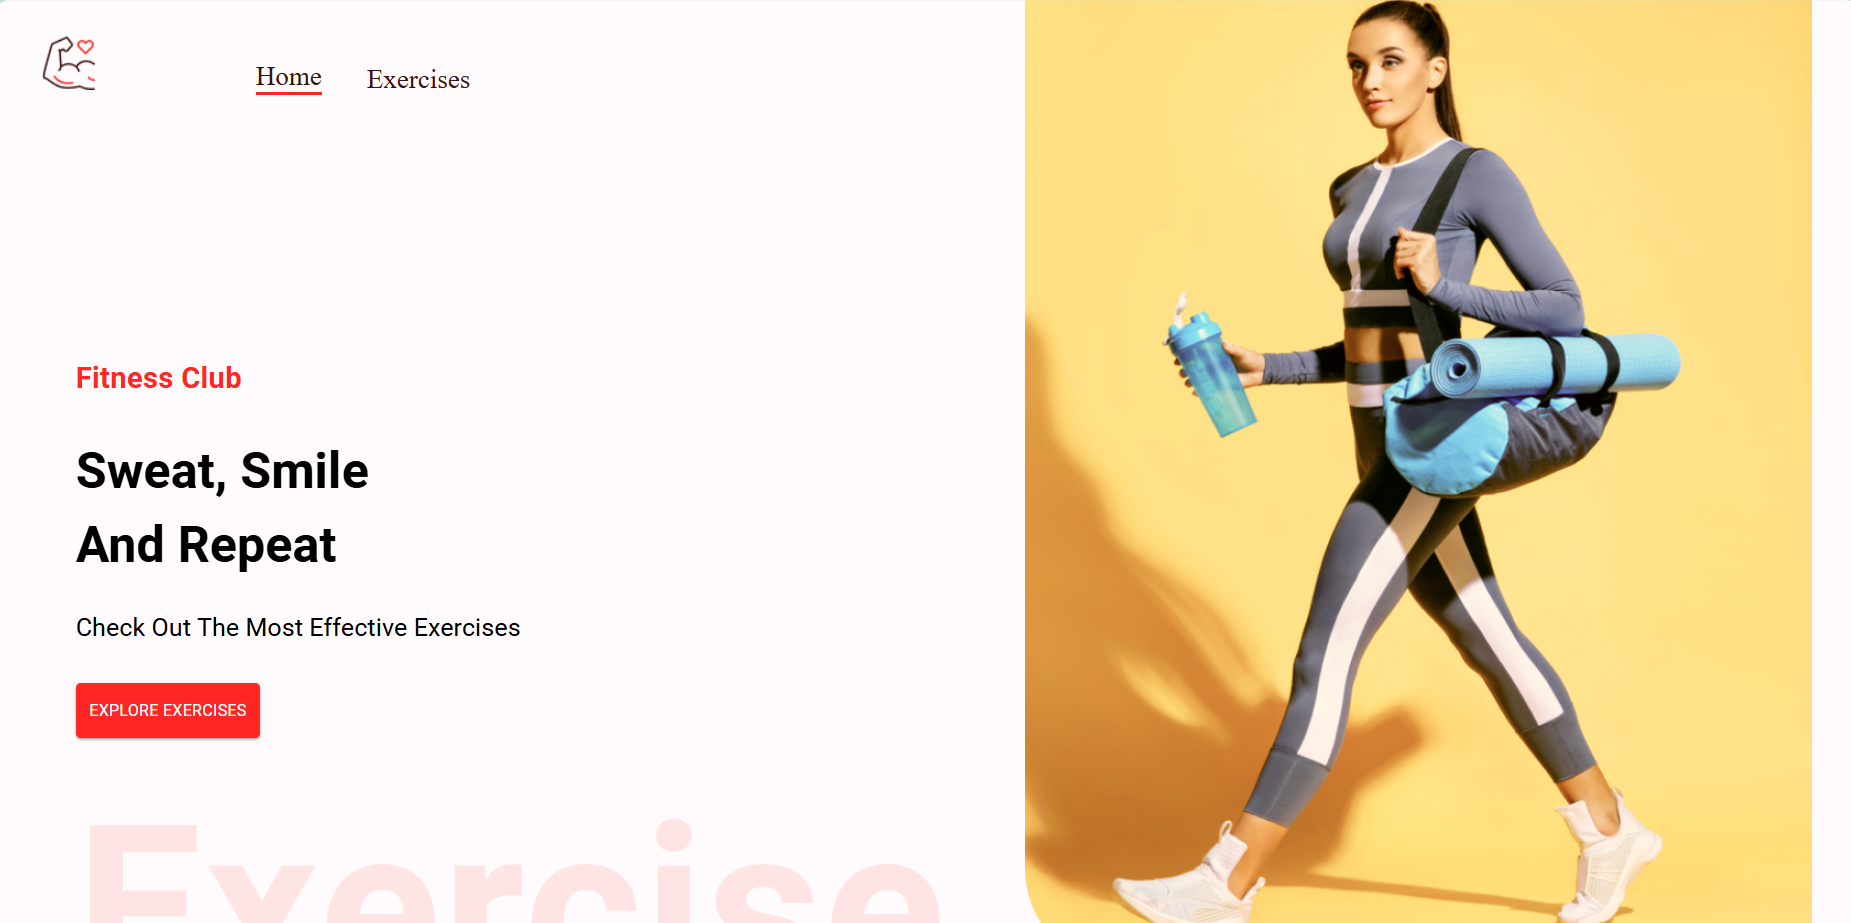 Home
Exercises
Fitness Club
Sweat, Smile
And Repeat
Check Out The Most Effective Exercises
EXPLORE EXERCISES
Exercise